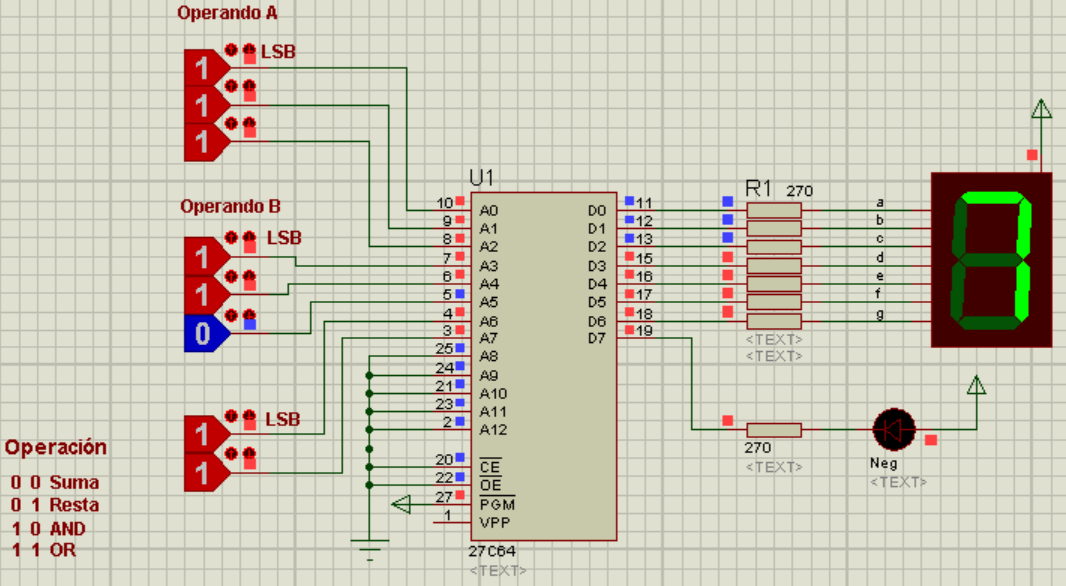 Operando A
LSB
1
1
1
Operando B
LSB
1
1
0
LSB
1
1
Operación
0 0 Suma
0 1 Resta
1 0 AND
1 1 OR
U1
10 A0 D0 11
9 A1 D1 12
8 A2 D2 13
7 A3 D3 15
6 A4 D4 16
5 A5 D5 17
4 A6 D6 18
3 A7 D7 19
25 A8
24 A9
21 A10
23 A11
2 A12
20 CE
22 OE
27 PGM
1 VPP
27C64
<TEXT>
R1 270
a
b
c
d
e
f
g
<TEXT>
<TEXT>
270
<TEXT>
Neg
<TEXT>
7